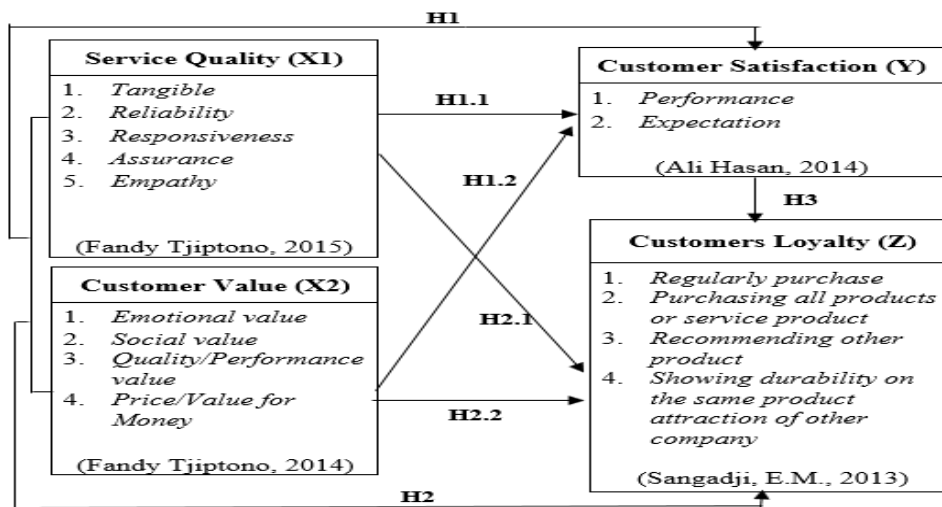 H1
Service Quality (X1)
1. Tangible
2. Reliability
3. Responsiveness
4. Assurance
5. Empathy
(Fandy Tjiptono, 2015)
H1.1
H1.2
Customer Satisfaction (Y)
1. Performance
2. Expectation
(Ali Hasan, 2014)
H3
Customer Value (X2)
1. Emotional value
2. Social value
3. Quality/Performance
value
4. Price/Value for
Money
(Fandy Tjiptono, 2014)
H2.1
H2.2
Customers Loyalty (Z)
1. Regularly purchase
2. Purchasing all products
or service product
3. Recommending other
product
4. Showing durability on
the same product
attraction of other
company
(Sangadji, E.M., 2013)
H2